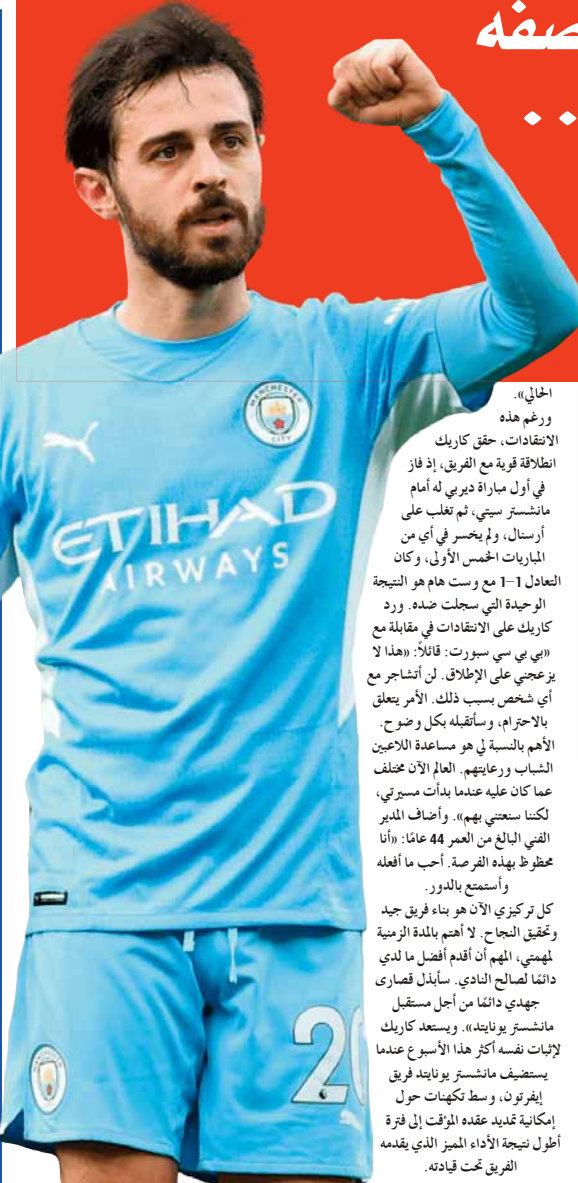 صفه
..
الحالي».
ورغم هذه
الانتقادات، حقق كاريك
انطلاقة قوية مع الفريق، إذ فاز
في أول مباراة ديربي له أمام
مانشستر سيتي، ثم تغلب على
أرسنال، ولم يخسر في أي من
المباريات الخمس الأولى، وكان
التعادل 1–1 مع وست هام هو النتيجة
الوحيدة التي سجلت ضده. ورد
كاريك على الانتقادات في مقابلة مع
«بي بي سي سبورت: قائلاً: «هذا لا
يزعجني على الإطلاق. لن أتشاجر مع
أي شخص بسبب ذلك. الأمر يتعلق
بالاحترام، وسأتقبله بكل وضوح.
الأهم بالنسبة لي هو مساعدة اللاعبين
الشباب ورعايتهم. العالم الآن مختلف
عما كان عليه عندما بدأت مسيرتي،
لكننا سنعتني بهم». وأضاف المدير
الفني البالغ من العمر 44 عامًا: «أنا
محظوظ بهذه الفرصة. أحب ما أفعله
وأستمتع بالدور.
كل تركيزي الآن هو بناء فريق جيد
وتحقيق النجاح. لا أهتم بالمدة الزمنية
لمهمتي، المهم أن أقدم أفضل ما لدي
دائمًا لصالح النادي. سأبذل قصارى
جهدي دائمًا من أجل مستقبل
مانشستر يونايتد». ويستعد كاريك
لإثبات نفسه أكثر هذا الأسبوع عندما
يستضيف مانشستر يونايتد فريق
إيفرتون، وسط تكهنات حول
إمكانية تمديد عقده المؤقت إلى فترة
أطول نتيجة الأداء المميز الذي يقدمه
الفريق تحت قيادته.
MANCHESTER
CITY
ETIHAD
AIRWAYS
20